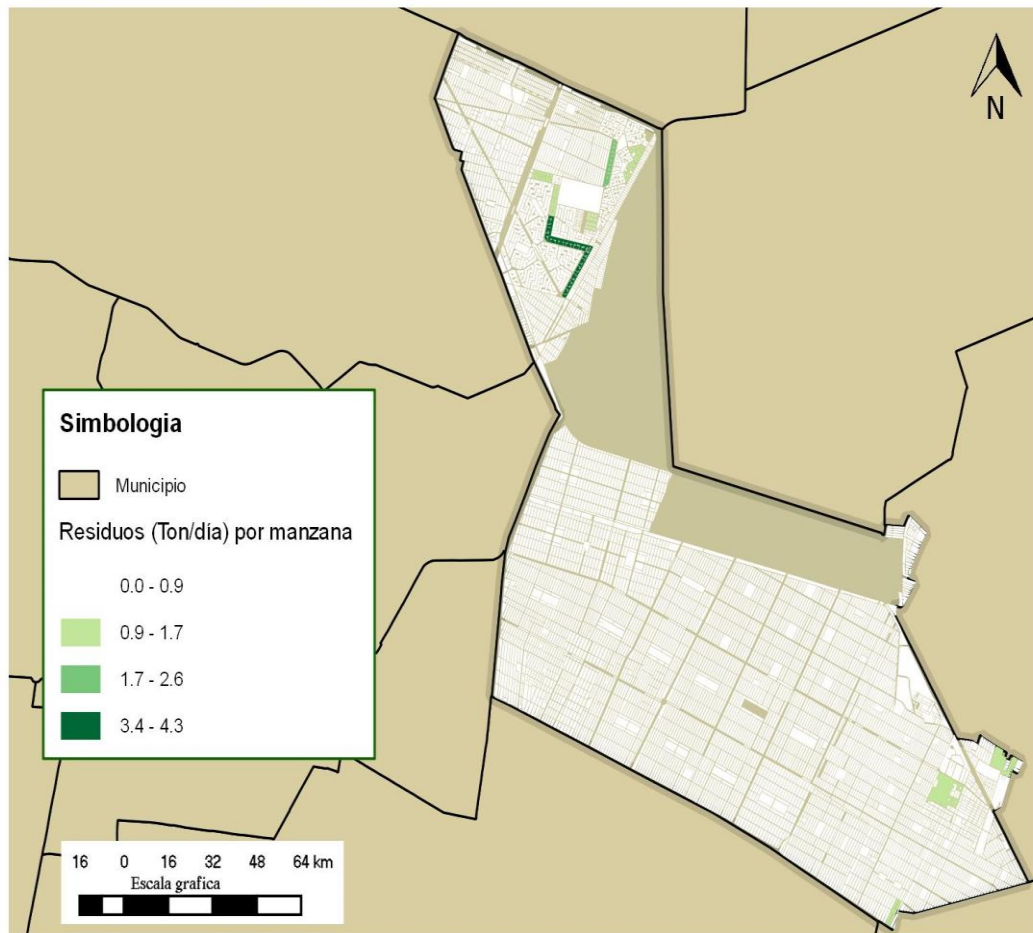 N
Simbologia
Municipio
Residuos (Ton/día) por manzana
0.0 - 0.9
0.9 - 1.7
1.7 - 2.6
3.4 - 4.3
16 0 16 32 48 64 km
Escala grafica